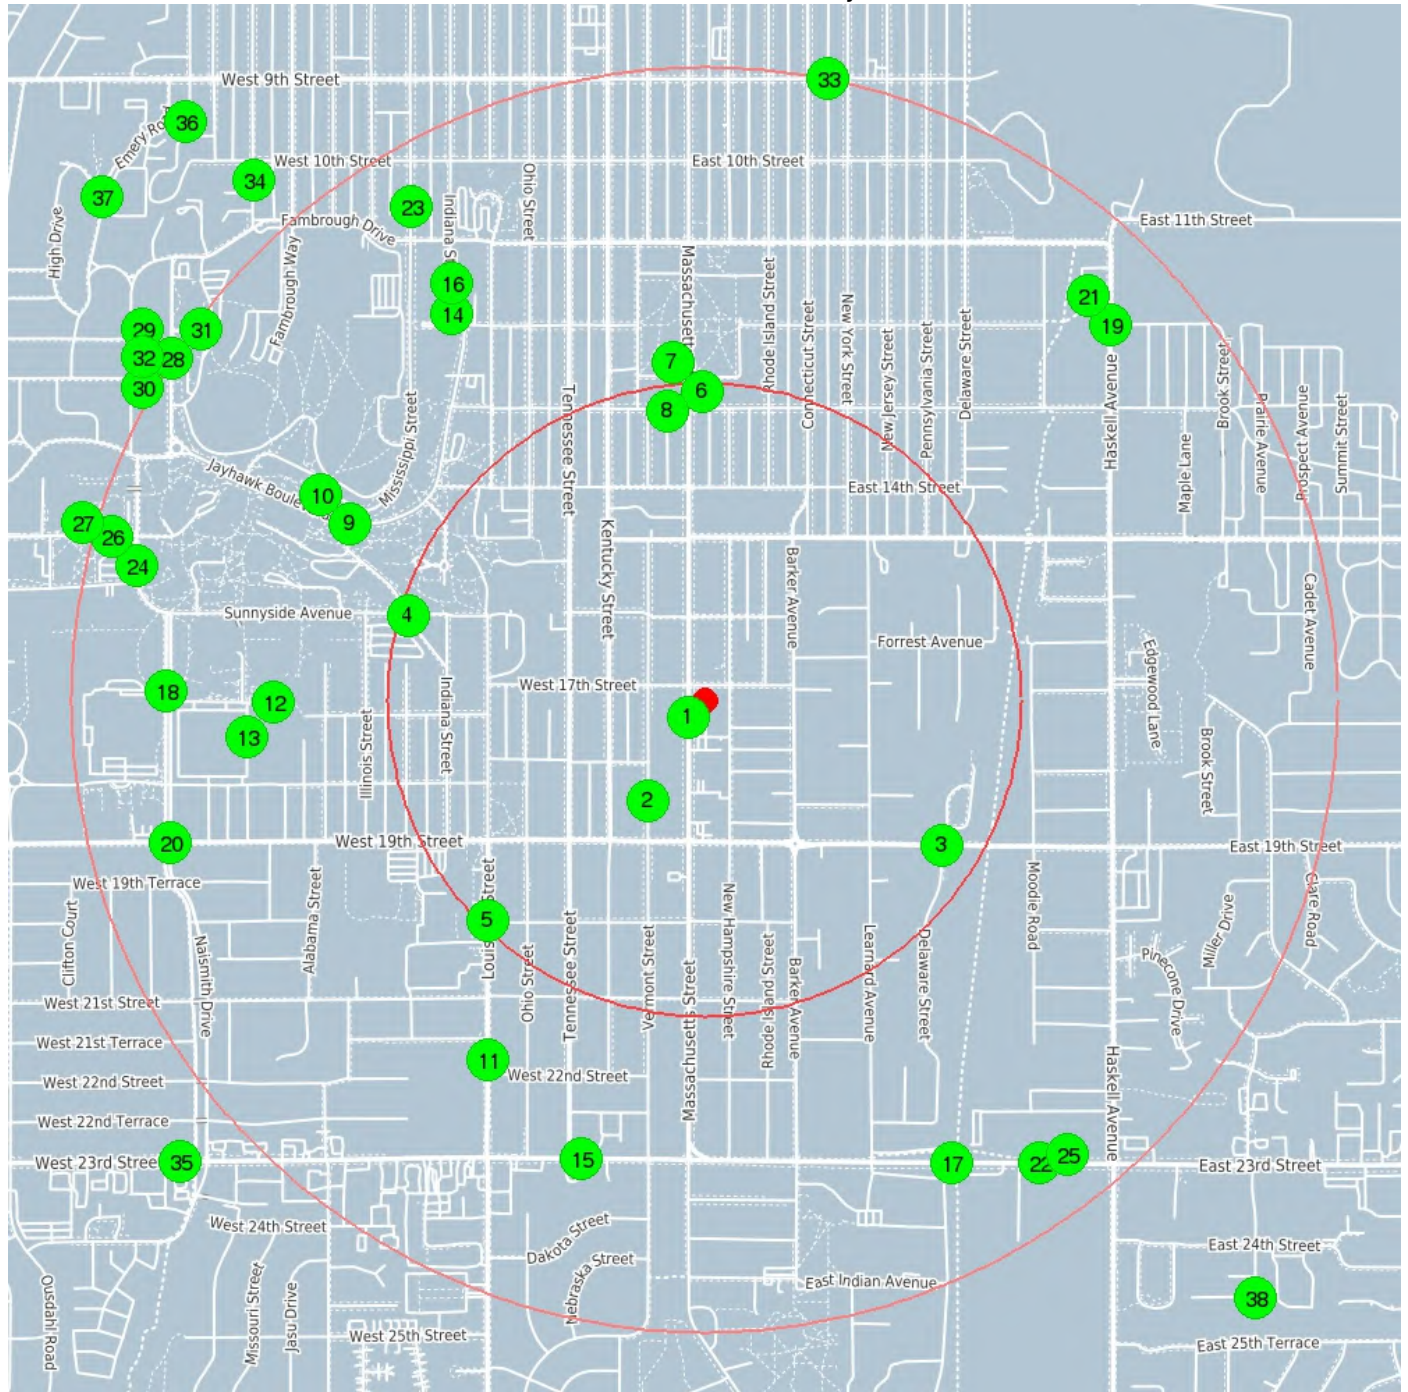 West 9th Street
33
36
Emery Road
West 10th Street
East 10th Street
34
37
23
Ohio Street
Indiana St
Fambrough Drive
East 11th Street
High Drive
Fambrough Way
Massachusett
Rhode Island Street
16
14
21
19
29
31
32
28
30
New York Street
Connecticut Street
New Jersey Street
Pennsylvania Street
Delaware Street
7
6
8
Haskell Avenue
Brook Street
Prairie Avenue
Prospect Avenue
Summit Street
Maple Lane
Tennessee Street
Mississippi Street
Jayhawk Boulevard
10
9
East 14th Street
27
26
24
Kentucky Street
Barker Avenue
Cadet Avenue
Sunnyside Avenue
4
Forrest Avenue
Edgewood Lane
West 17th Street
18
12
13
1
Indiana Street
Illinois Street
Brook Street
2
20
West 19th Street
3
East 19th Street
West 19th Terrace
Clifton Court
Alabama Street
Louis
Street
5
Moodie Road
Clare Road
Miller Drive
New Hampshire Street
Naismith Drive
Ohio Street
Tennessee Street
Vermont Street
Massachusetts Street
Rhode Island Street
Barker Avenue
Learnard Avenue
Delaware Street
Pinecone Drive
West 21st Street
West 21st Terrace
11
West 22nd Street
West 22nd Street
Haskell Avenue
West 22nd Terrace
West 23rd Stree
35
15
17
22
25
East 23rd Street
West 24th Street
Dakota Street
East 24th Street
Nebraska Street
East Indian Avenue
Ousdahl Road
Missouri Street
Jasu Drive
38
West 25th Street
East 25th Terrace